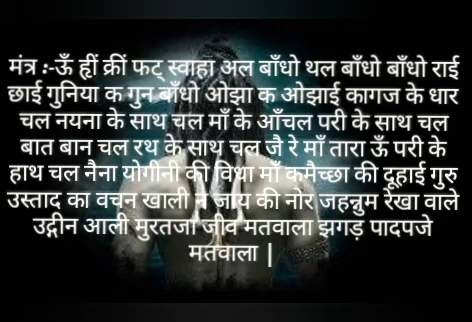 मंत्र :-ऊँ ह्रीं क्रीं फट् स्वाहा अल बाँधो थल बाँधो बाँधो राई
छाई गुनिया क गुन बाँधो ओझा क ओझाई कागज के धार
चल नयना के साथ चल माँ के आँचल परी के साथ चल
बात बान चल रथ के साथ चल जै रे माँ तारा ऊँ परी के
हाथ चल नैना योगीनी की विधा माँ कमैच्छा की दूहाई गुरु
उस्ताद का वचन खाली न जाय की नोर जहन्नुम रेखा वाले
उद्गीन आली मुरतजा जीव मतवाला झगड़ पादपजे
मतवाला |